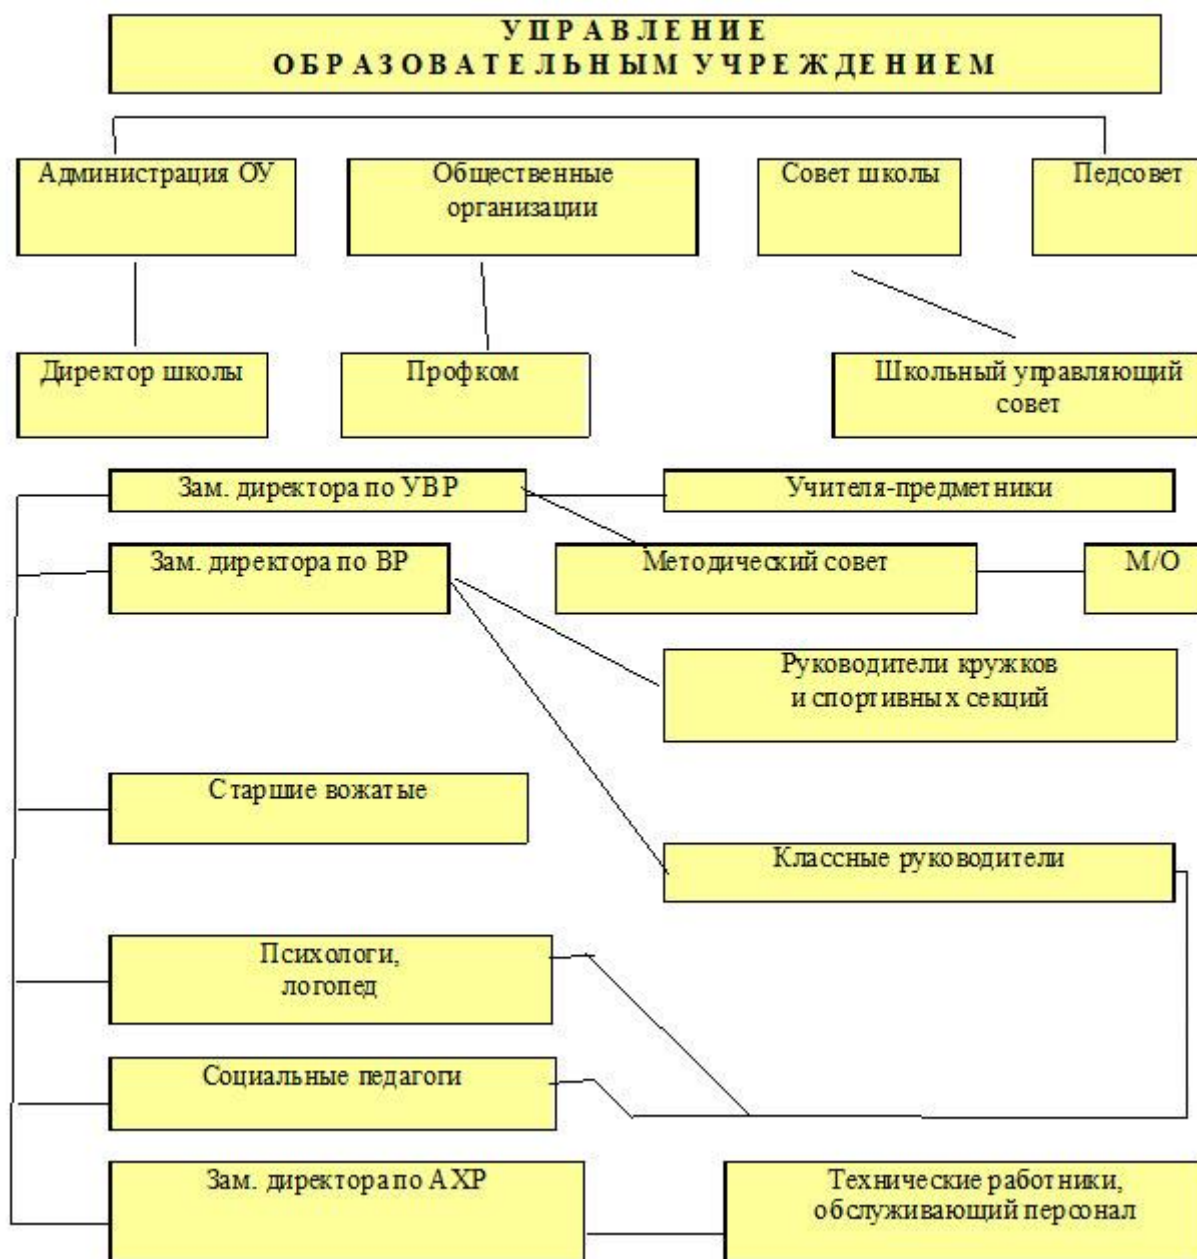 УПРАВЛЕНИЕ
ОБРАЗОВАТЕЛЬНЫМ УЧРЕЖДЕНИЕМ
Администрация ОУ
Общественные
организации
Совет школы
Педсовет
Директор школы
Профком
Школьный управляющий
совет
Зам. директора по УВР
Учителя-предметники
Зам. директора по ВР
Методический совет
М/О
Руководители кружков
и спортивных секций
Старшие вожатые
Классные руководители
Психологи,
логопед
Социальные педагоги
Зам. директора по АХР
Технические работники,
обслуживающий персонал